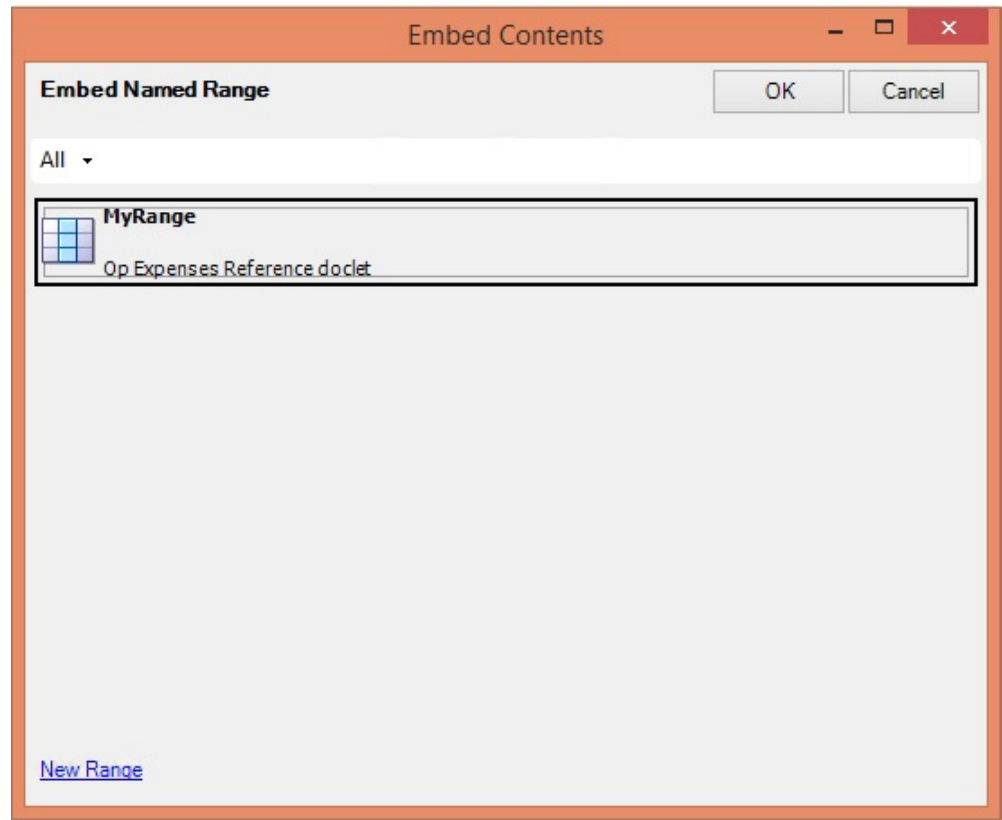 Embed Contents
Embed Named Range
OK
Cancel
All
MyRange
Op Expenses Reference doclet
New Range